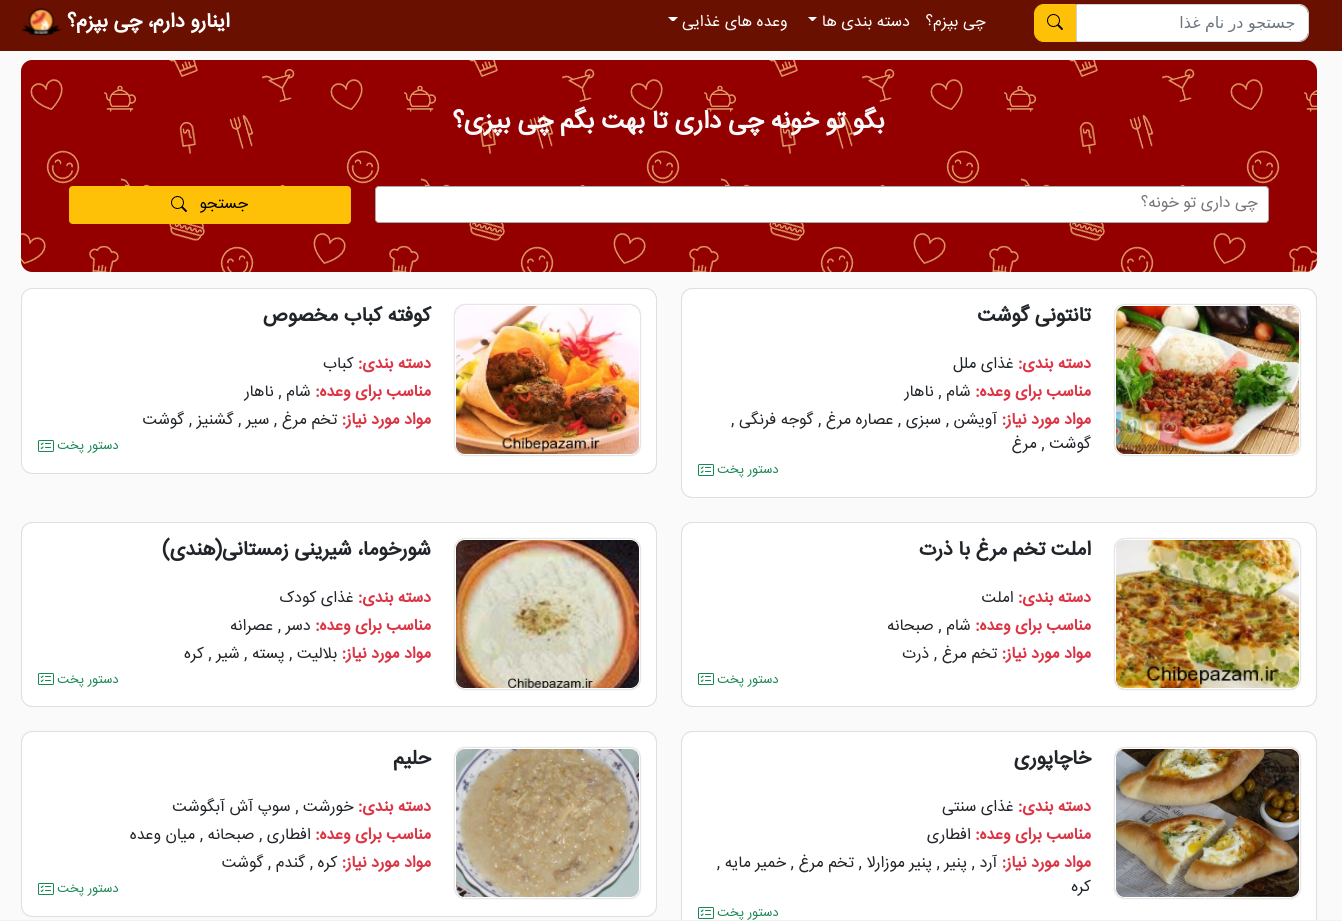 اینارو دارم، چی بپزم؟
چی بپزم؟
دسته بندی ها
وعده های غذایی
جستجو در نام غذا
بگو تو خونه چی داری تا بهت بگم چی بپزی؟
چی داری تو خونه؟
جستجو
تانتونی گوشت
دسته بندی: غذای ملل
مناسب برای وعده: شام , ناهار
مواد مورد نیاز: آویشن , سبزی , عصاره مرغ , گوجه فرنگی ,
گوشت , مرغ
دستور پخت
کوفته کباب مخصوص
دسته بندی: کباب
مناسب برای وعده: شام , ناهار
مواد مورد نیاز: تخم مرغ , سیر , گشنیز , گوشت
دستور پخت
Chibepazam.ir
املت تخم مرغ با ذرت
دسته بندی: املت
مناسب برای وعده: شام , صبحانه
مواد مورد نیاز: تخم مرغ , ذرت
دستور پخت
Chibepazam.ir
شورخوما، شیرینی زمستانی(هندی)
دسته بندی: غذای کودک
مناسب برای وعده: دسر , عصرانه
مواد مورد نیاز: بلالیت , پسته , شیر , کره
دستور پخت
Chibepazam.ir
خاچاپوری
دسته بندی: غذای سنتی
مناسب برای وعده: افطاری
مواد مورد نیاز: آرد , پنیر , پنیر موزارلا , تخم مرغ , خمیر مایه ,
کره
دستور پخت
حلیم
دسته بندی: خورشت , سوپ آش آبگوشت
مناسب برای وعده: افطاری , صبحانه , میان وعده
مواد مورد نیاز: کره , گندم , گوشت
دستور پخت